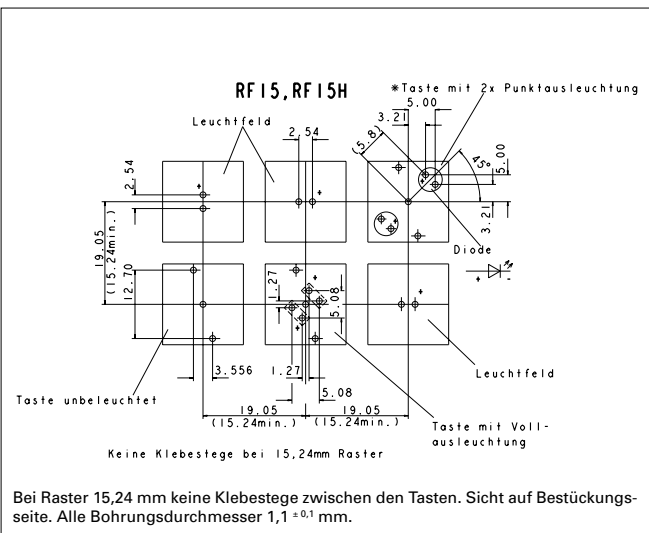 RF15,RF15H
*Taste mit 2x Punktausleuchtung
5.00
3.21
Leuchtfeld
2.54
(5.8)
45°
5.00
2.54
+
+
+
+
3.21
19.05
(15.24min.)
Diode
+ -
12.70
1.27
+
5.08
+
+
3.556
1.27
5.08
Leuchtfeld
Taste unbeleuchtet
19.05
(15.24min.)
19.05
(15.24min.)
Taste mit Voll-
ausleuchtung
Keine Klebestege bei 15,24mm Raster
Bei Raster 15,24 mm keine Klebestege zwischen den Tasten. Sicht auf Bestückungs-
seite. Alle Bohrungsdurchmesser 1,1 ± 0,1 mm.